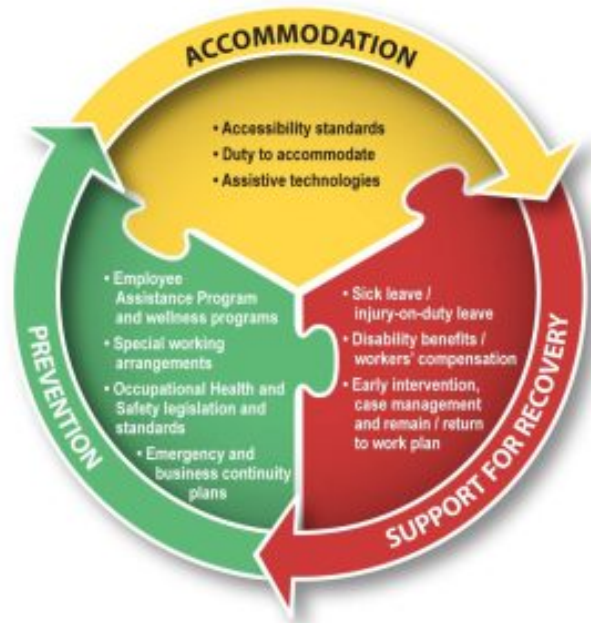 ACCOMMODATION
• Accessibility standards
• Duty to accommodate
• Assistive technologies
PREVENTION
• Employee
Assistance Program
and wellness programs
• Special working
arrangements
• Occupational Health and
Safety legislation and
standards
• Emergency and
business continuity
plans
• Sick leave /
injury-on-duty leave
• Disability benefits /
workers' compensation
• Early intervention,
case management
and remain / return
to work plan
SUPPORT FOR RECOVERY